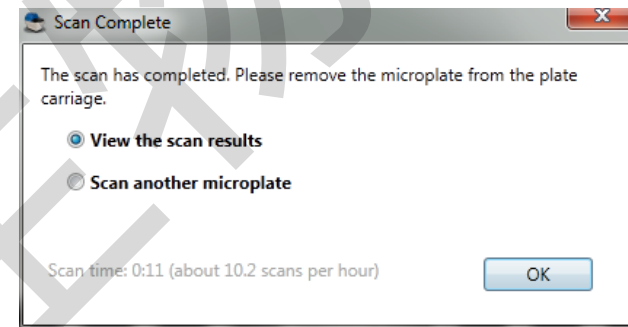 Scan Complete
The scan has completed. Please remove the microplate from the plate
carriage.
View the scan results
Scan another microplate
Scan time: 0:11 (about 10.2 scans per hour)
OK